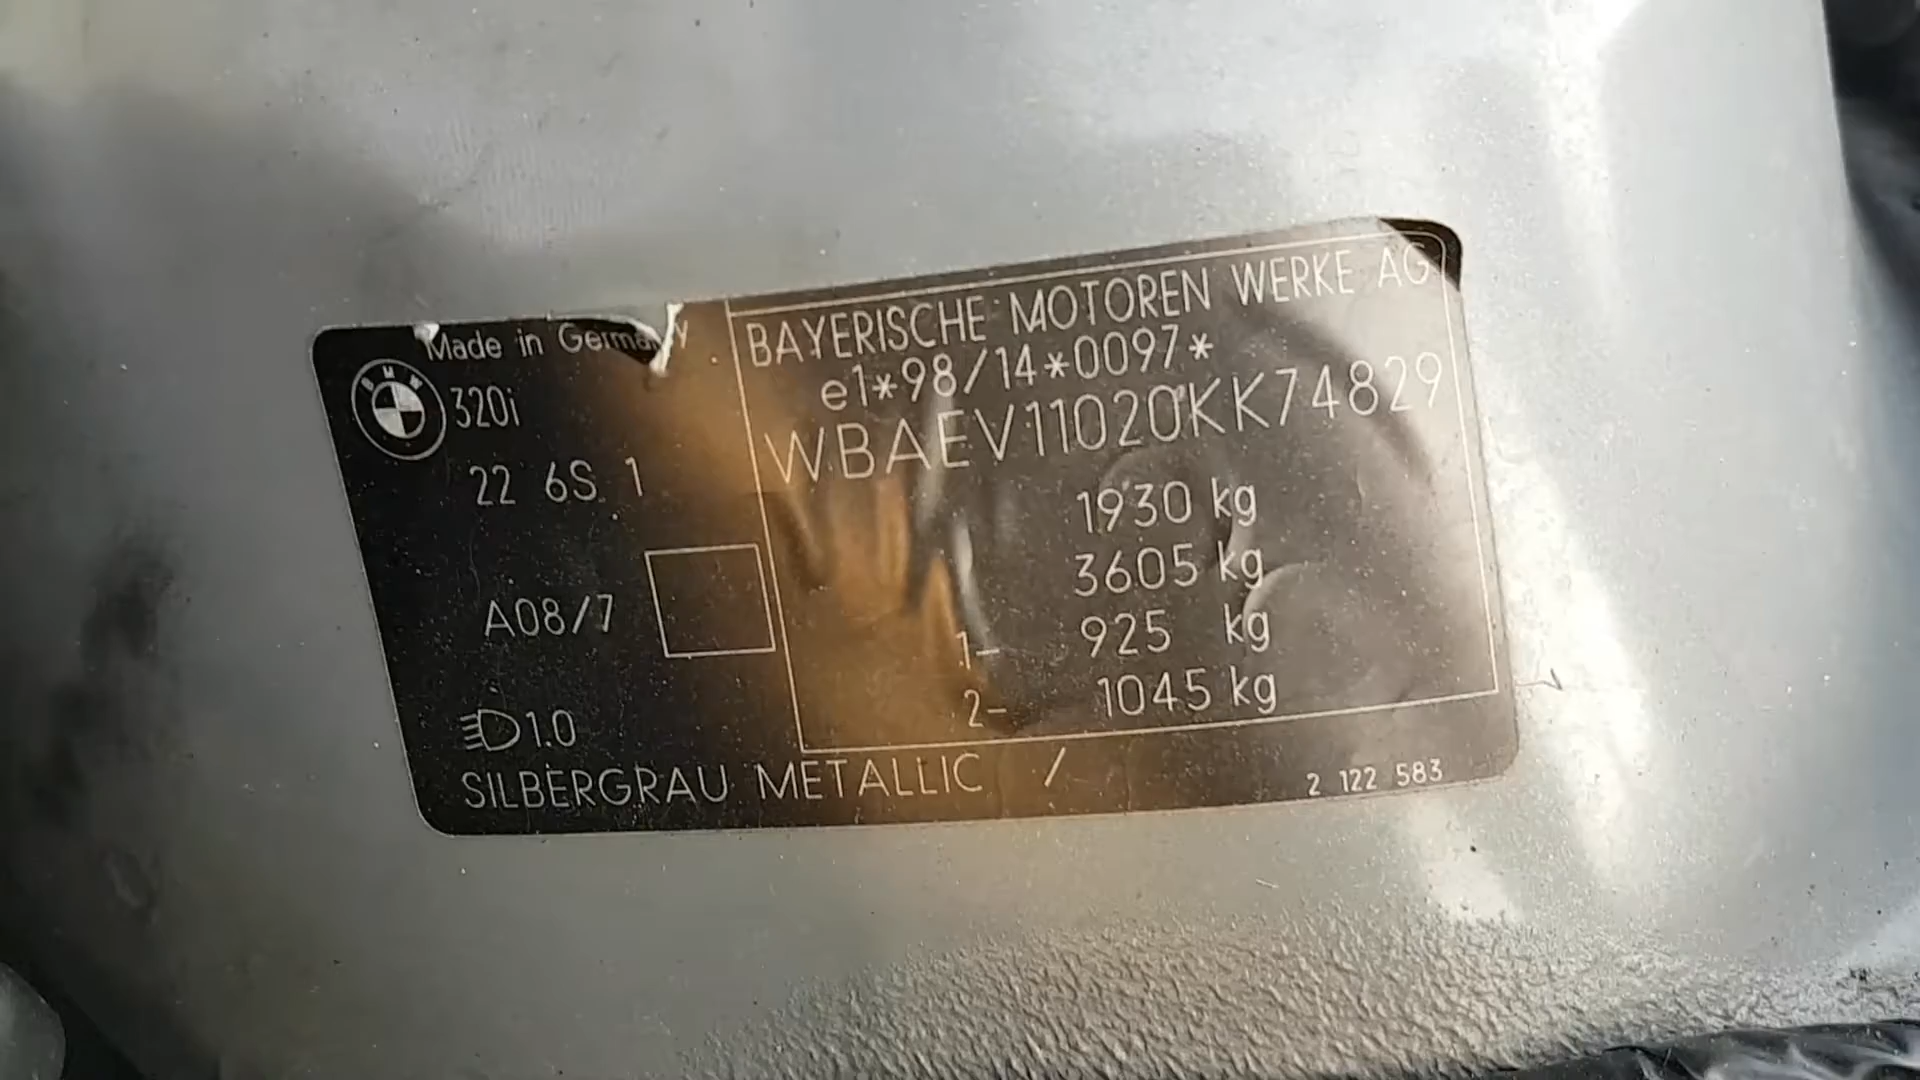 Made in Germany
BMW
320i
22 6S 1
A08/7
1.0
SILBERGRAU METALLIC /
BAYERISCHE MOTOREN WERKE AG
e1*98/14*0097*
WBAEV11020KK74829
1930 kg
3605 kg
1- 925 kg
2- 1045 kg
2 122 583